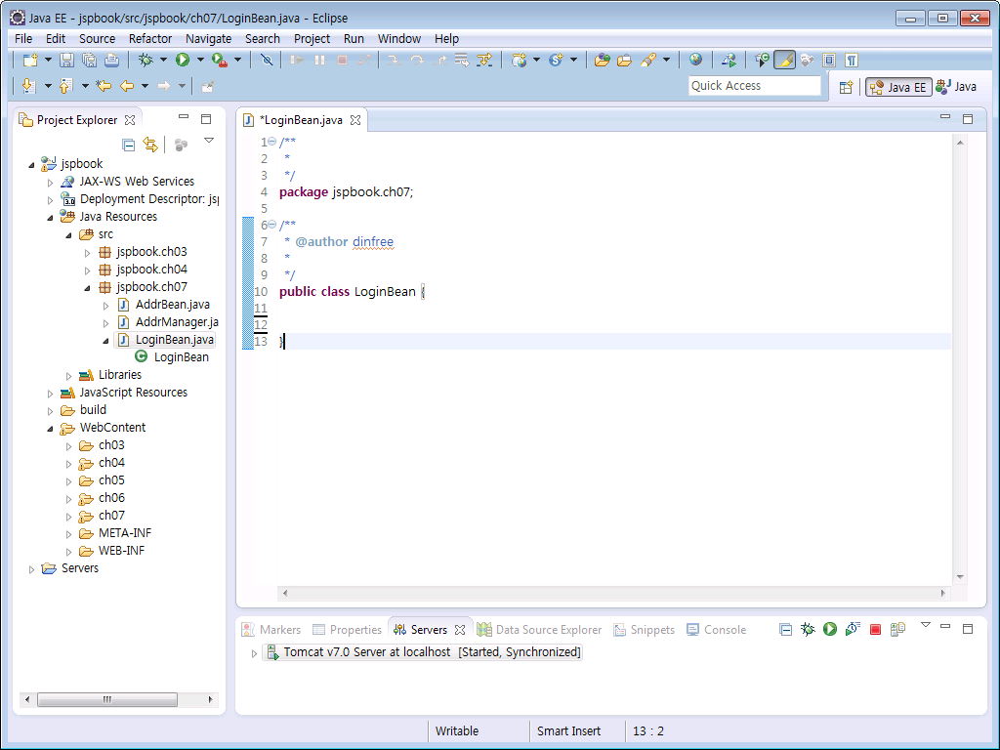 Java EE - jspbook/src/jspbook/ch07/LoginBean.java - Eclipse
File Edit Source Refactor Navigate Search Project Run Window Help
Quick Access
Java EE
Java
Project Explorer
*LoginBean.java
jspbook
JAX-WS Web Services
3.0 Deployment Descriptor: jsp
Java Resources
src
jspbook.ch03
jspbook.ch04
jspbook.ch07
AddrBean.java
AddrManager.ja
LoginBean.java
LoginBean
Libraries
JavaScript Resources
build
WebContent
ch03
ch04
ch05
ch06
ch07
META-INF
WEB-INF
Servers
1 /**
2 *
3 */
4 package jspbook.ch07;
5
6 /**
7 * @author dinfree
8 *
9 */
10 public class LoginBean {
11
12
13 }
Markers Properties Servers Data Source Explorer Snippets Console
Tomcat v7.0 Server at localhost [Started, Synchronized]
Writable Smart Insert 13 : 2